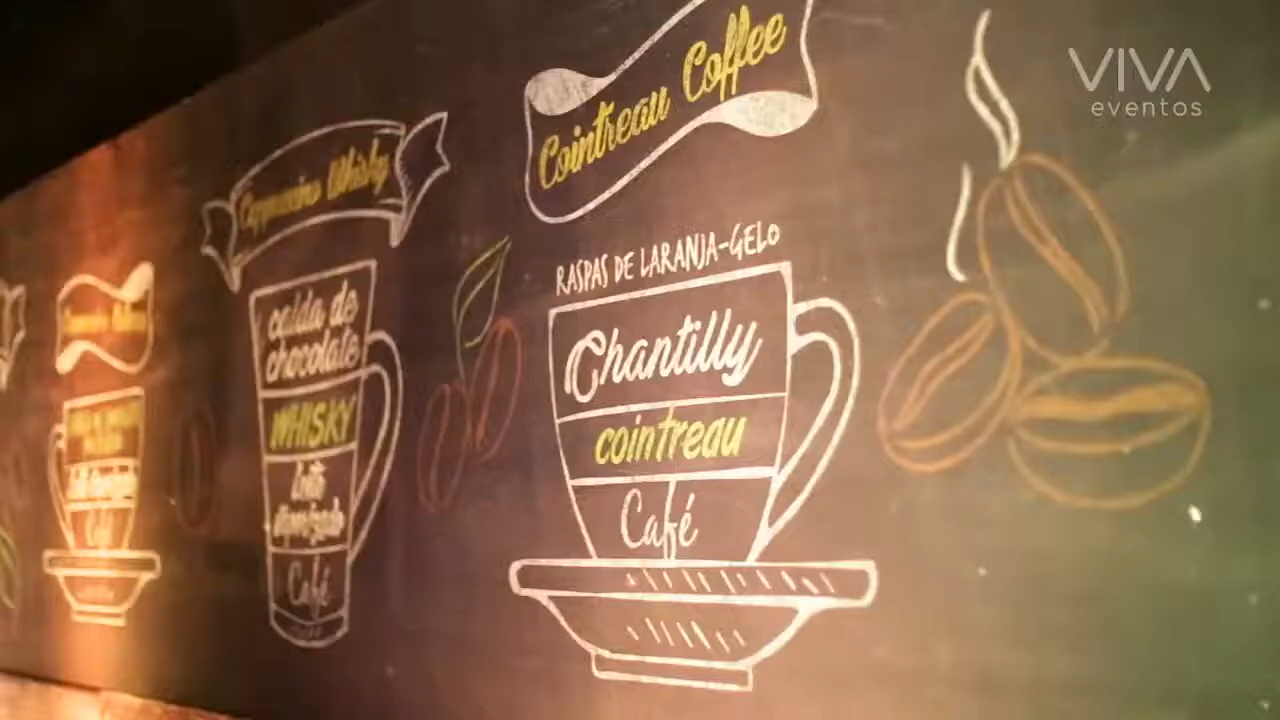 VIVA
eventos
Cointreau Coffee
RASPAS DE LARANJA-GELO
Chantilly
cointreau
Café
Cappuccino Whisky
calda de
chocolate
WHISKY
leite
vaporizado
Café
Café